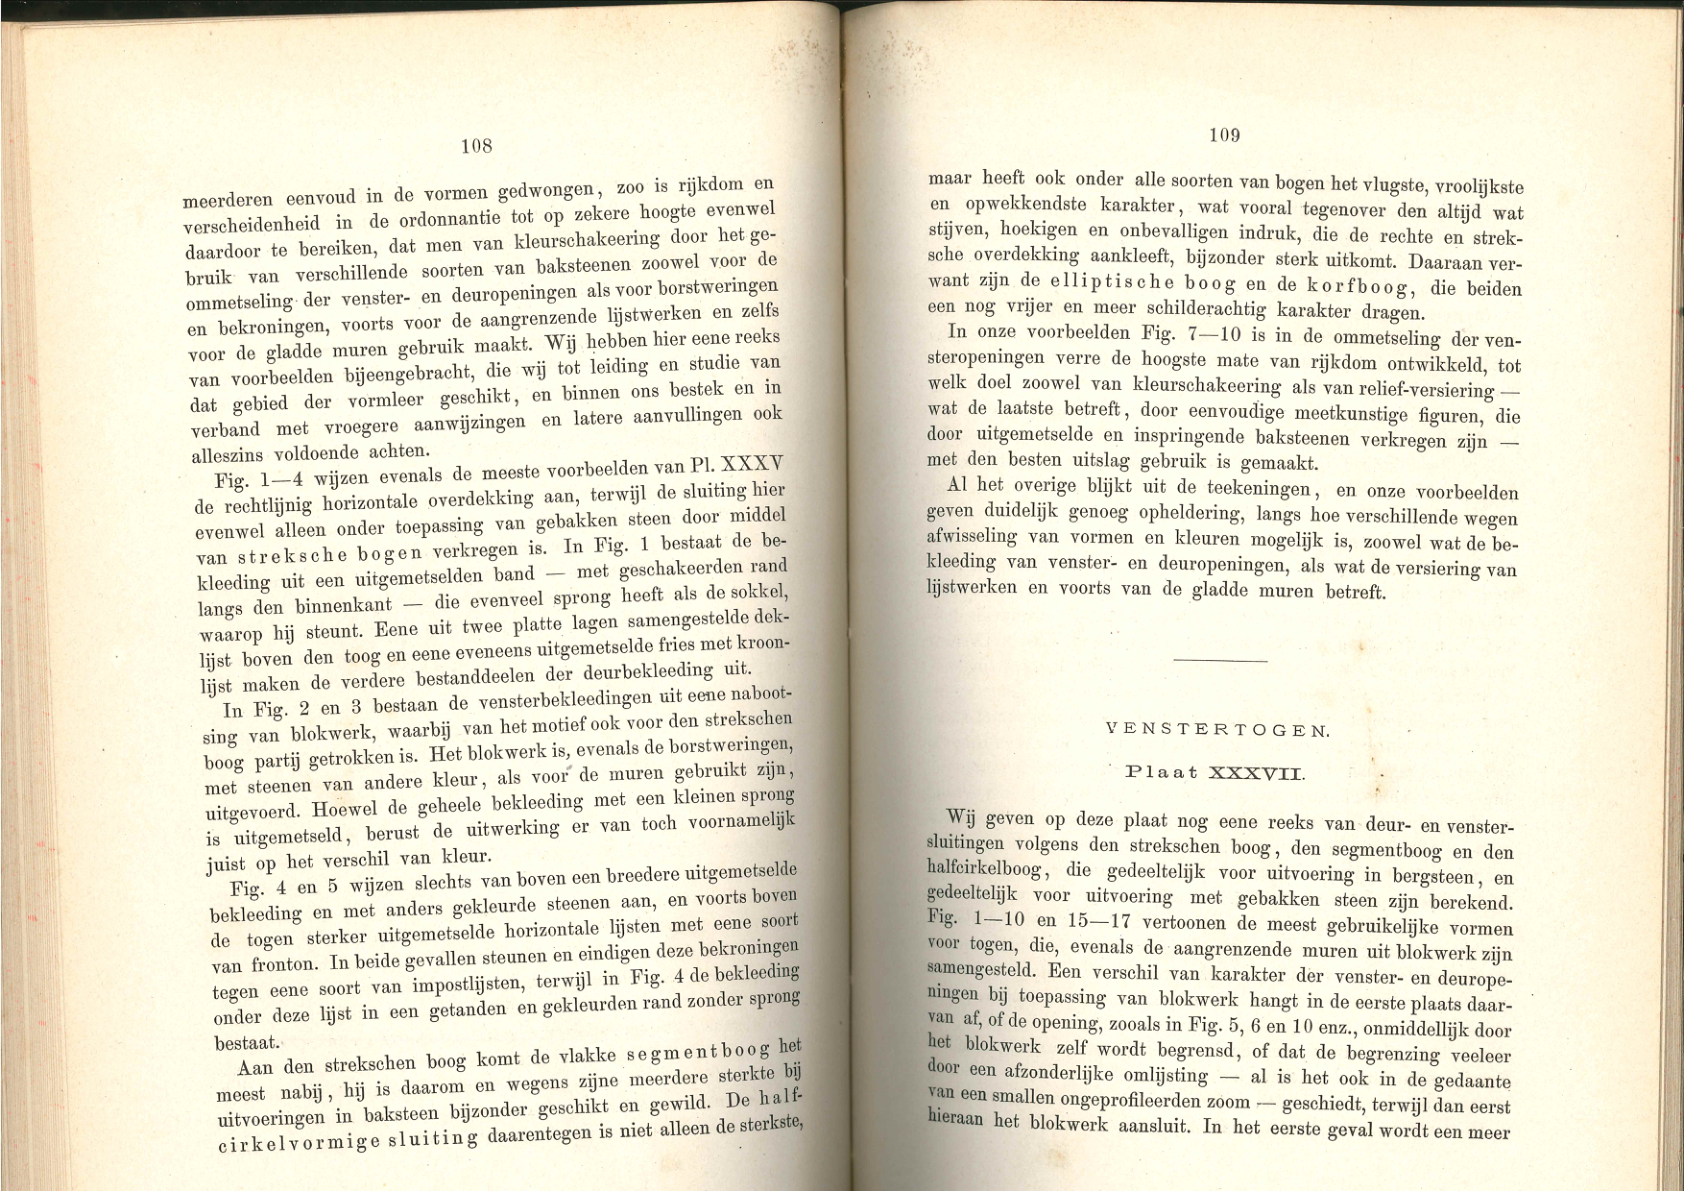 108
meerderen eenvoud in de vormen gedwongen, zoo is rijkdom en
verscheidenheid in de ordonnantie tot op zekere hoogte evenwel
daardoor te bereiken, dat men van kleurschakeering door het ge-
bruik van verschillende soorten van baksteenen zoowel voor de
ommetseling der venster- en deuropeningen als voor borstweringen
en bekroningen, voorts voor de aangrenzende lijstwerken en zelfs
voor de gladde muren gebruik maakt. Wij hebben hier eene reeks
van voorbeelden bijeengebracht, die wij tot leiding en studie van
dat gebied der vormleer geschikt, en binnen ons bestek en in
verband met vroegere aanwijzingen en latere aanvullingen ook
alleszins voldoende achten.
Fig. 1—4 wijzen evenals de meeste voorbeelden van Pl. XXXV
de rechtlijnig horizontale overdekking aan, terwijl de sluiting hier
evenwel alleen onder toepassing van gebakken steen door middel
van streksche bogen verkregen is. In Fig. 1 bestaat de be-
kleeding uit een uitgemetselden band — met geschakeerden rand
langs den binnenkant — die evenveel sprong heeft als de sokkel,
waarop hij steunt. Eene uit twee platte lagen samengestelde dek-
lijst boven den toog en eene eveneens uitgemetselde fries met kroon-
lijst maken de verdere bestanddeelen der deurbekleeding uit.
In Fig. 2 en 3 bestaan de vensterbekleedingen uit eene naboot-
sing van blokwerk, waarbij van het motief ook voor den strekschen
boog partij getrokken is. Het blokwerk is, evenals de borstweringen,
met steenen van andere kleur, als voor de muren gebruikt zijn,
uitgevoerd. Hoewel de geheele bekleeding met een kleinen sprong
is uitgemetseld, berust de uitwerking er van toch voornamelijk
juist op het verschil van kleur.
Fig. 4 en 5 wijzen slechts van boven een breedere uitgemetselde
bekleeding en met anders gekleurde steenen aan, en voorts boven
de togen sterker uitgemetselde horizontale lijsten met eene soort
van fronton. In beide gevallen steunen en eindigen deze bekroningen
tegen eene soort van impostlijsten, terwijl in Fig. 4 de bekleeding
onder deze lijst in een getanden en gekleurden rand zonder sprong
bestaat.
Aan den strekschen boog komt de vlakke segmentboog het
meest nabij, hij is daarom en wegens zijne meerdere sterkte bij
uitvoeringen in baksteen bijzonder geschikt en gewild. De half-
cirkelvormige sluiting daarentegen is niet alleen de sterkste,
109
maar heeft ook onder alle soorten van bogen het vlugste, vroolijkste
en opwekkendste karakter, wat vooral tegenover den altijd wat
stijven, hoekigen en onbevalligen indruk, die de rechte en strek-
sche overdekking aankleeft, bijzonder sterk uitkomt. Daaraan ver-
want zijn de elliptische boog en de korfboog, die beiden
een nog vrijer en meer schilderachtig karakter dragen.
In onze voorbeelden Fig. 7—10 is in de ommetseling der ven-
steropeningen verre de hoogste mate van rijkdom ontwikkeld, tot
welk doel zoowel van kleurschakeering als van relief-versiering —
wat de laatste betreft, door eenvoudige meetkunstige figuren, die
door uitgemetselde en inspringende baksteenen verkregen zijn —
met den besten uitslag gebruik is gemaakt.
Al het overige blijkt uit de teekeningen, en onze voorbeelden
geven duidelijk genoeg opheldering, langs hoe verschillende wegen
afwisseling van vormen en kleuren mogelijk is, zoowel wat de be-
kleeding van venster- en deuropeningen, als wat de versiering van
lijstwerken en voorts van de gladde muren betreft.
VENSTERTOGEN.
Plaat XXXVII.
Wij geven op deze plaat nog eene reeks van deur- en venster-
sluitingen volgens den strekschen boog, den segmentboog en den
halfcirkelboog, die gedeeltelijk voor uitvoering in bergsteen, en
gedeeltelijk voor uitvoering met gebakken steen zijn berekend.
Fig. 1—10 en 15—17 vertoonen de meest gebruikelijke vormen
voor togen, die, evenals de aangrenzende muren uit blokwerk zijn
samengesteld. Een verschil van karakter der venster- en deurope-
ningen bij toepassing van blokwerk hangt in de eerste plaats daar-
van af, of de opening, zooals in Fig. 5, 6 en 10 enz., onmiddellijk door
het blokwerk zelf wordt begrensd, of dat de begrenzing veeleer
door een afzonderlijke omlijsting — al is het ook in de gedaante
van een smallen ongeprofileerden zoom — geschiedt, terwijl dan eerst
hieraan het blokwerk aansluit. In het eerste geval wordt een meer